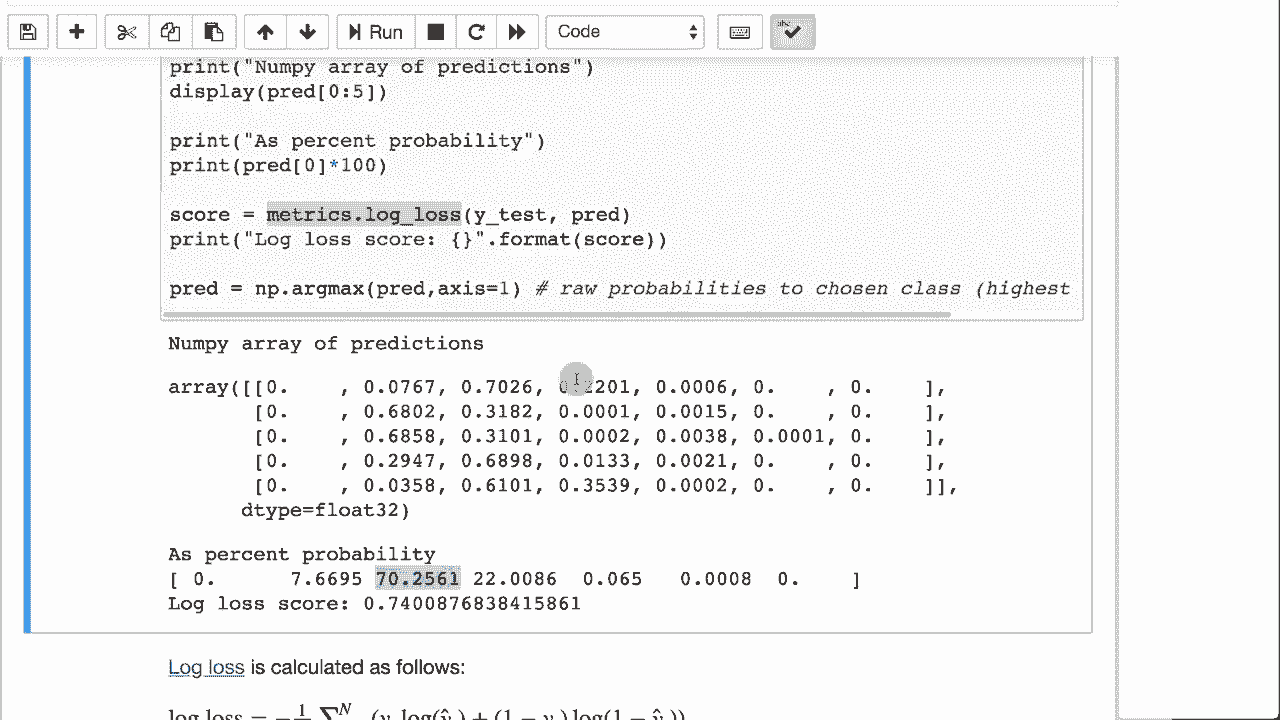 Run
Code
print("Numpy array of predictions")
display(pred[0:5])
print("As percent probability")
print(pred[0]*100)
score = metrics.log_loss(y_test, pred)
print("Log loss score: {}".format(score))
pred = np.argmax(pred,axis=1) # raw probabilities to chosen class (highest
Numpy array of predictions
array([[0.    , 0.0767, 0.7026, 0.2201, 0.0006, 0.    , 0.    ],
[0.    , 0.6802, 0.3182, 0.0001, 0.0015, 0.    , 0.    ],
[0.    , 0.6858, 0.3101, 0.0002, 0.0038, 0.0001, 0.    ],
[0.    , 0.2947, 0.6898, 0.0133, 0.0021, 0.    , 0.    ],
[0.    , 0.0358, 0.6101, 0.3539, 0.0002, 0.    , 0.    ]],
dtype=float32)
As percent probability
[ 0.      7.6695 70.2561 22.0086  0.065   0.0008  0.    ]
Log loss score: 0.7400876838415861
Log loss is calculated as follows: